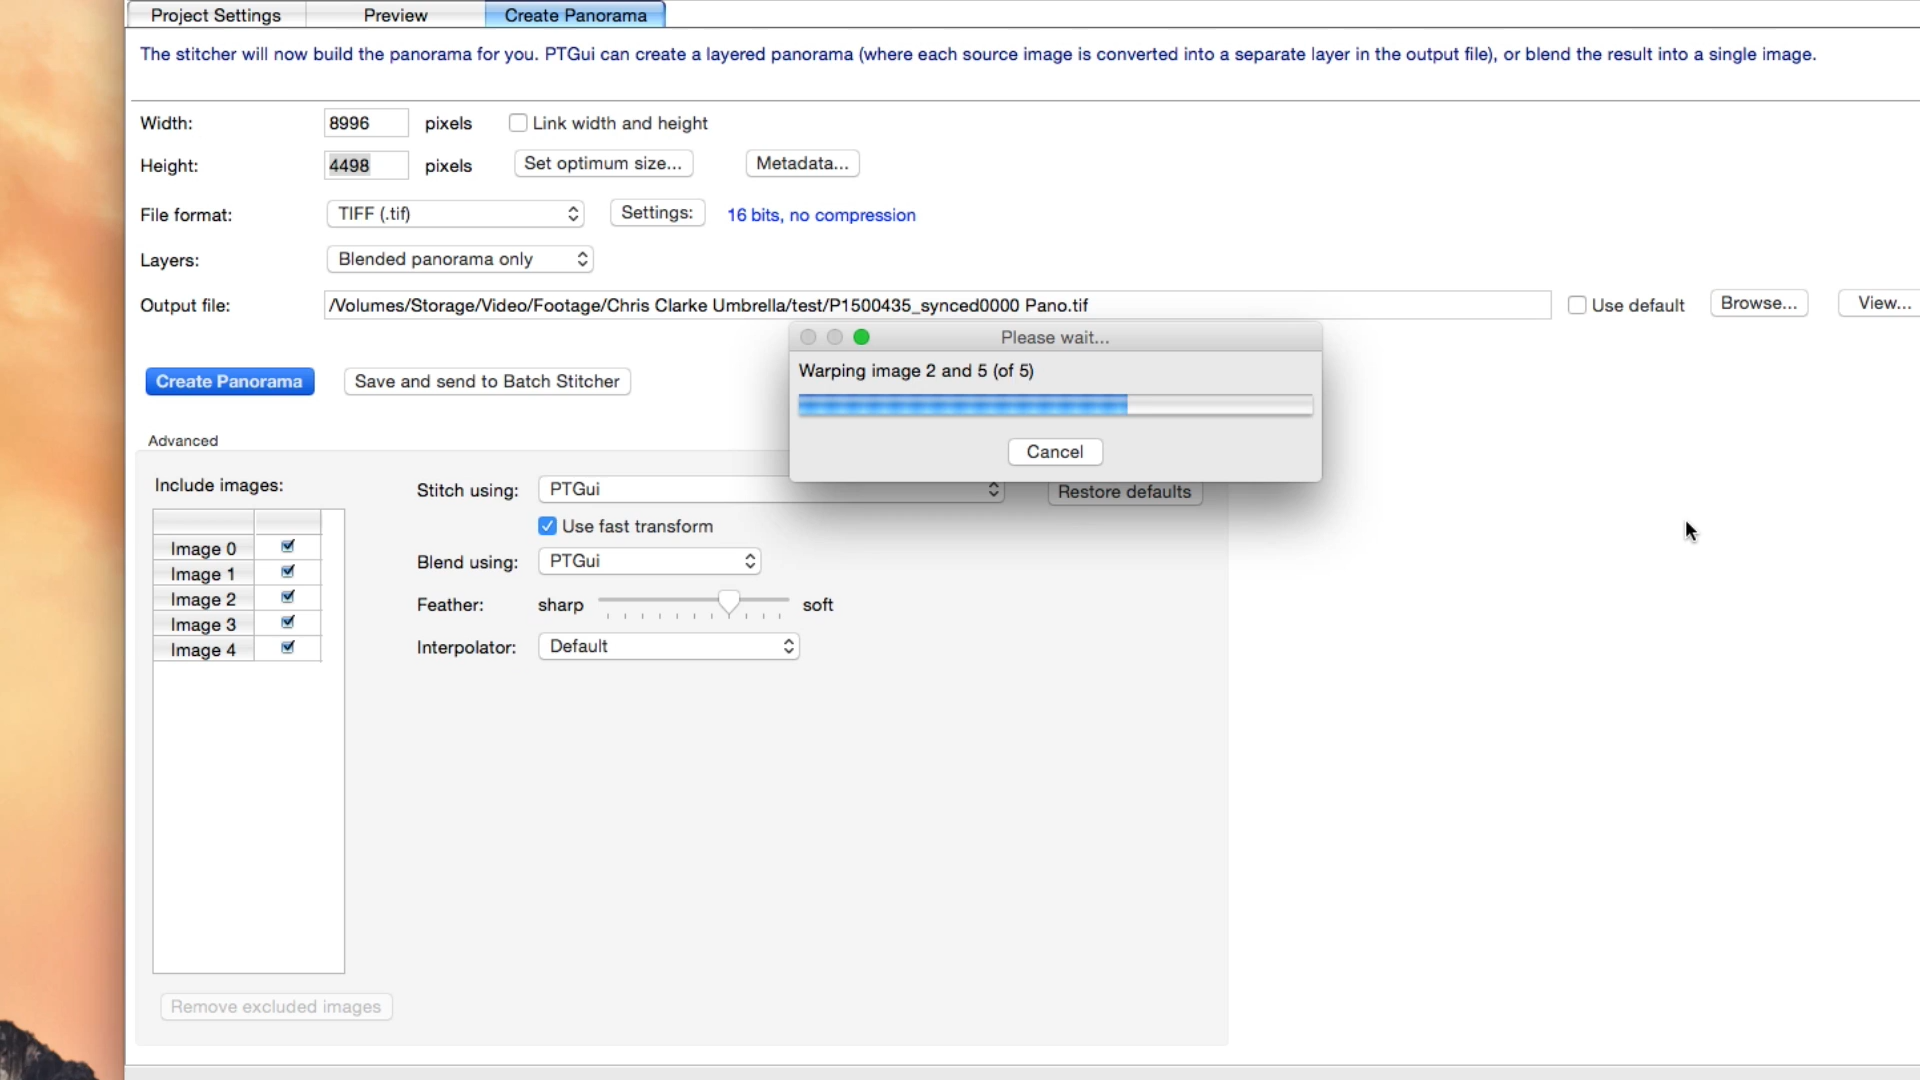 Project Settings Preview Create Panorama
The stitcher will now build the panorama for you. PTGui can create a layered panorama (where each source image is converted into a separate layer in the output file), or blend the result into a single image.
Width: 8996 pixels Link width and height
Height: 4498 pixels Set optimum size... Metadata...
File format: TIFF (.tif) Settings: 16 bits, no compression
Layers: Blended panorama only
Output file: /Volumes/Storage/Video/Footage/Chris Clarke Umbrella/test/P1500435_synced0000 Pano.tif Use default Browse... View...
Please wait...
Warping image 2 and 5 (of 5)
Cancel
Create Panorama Save and send to Batch Stitcher
Advanced
Include images: Stitch using: PTGui Restore defaults
Use fast transform
Image 0
Image 1
Image 2
Image 3
Image 4
Blend using: PTGui
Feather: sharp soft
Interpolator: Default
Remove excluded images